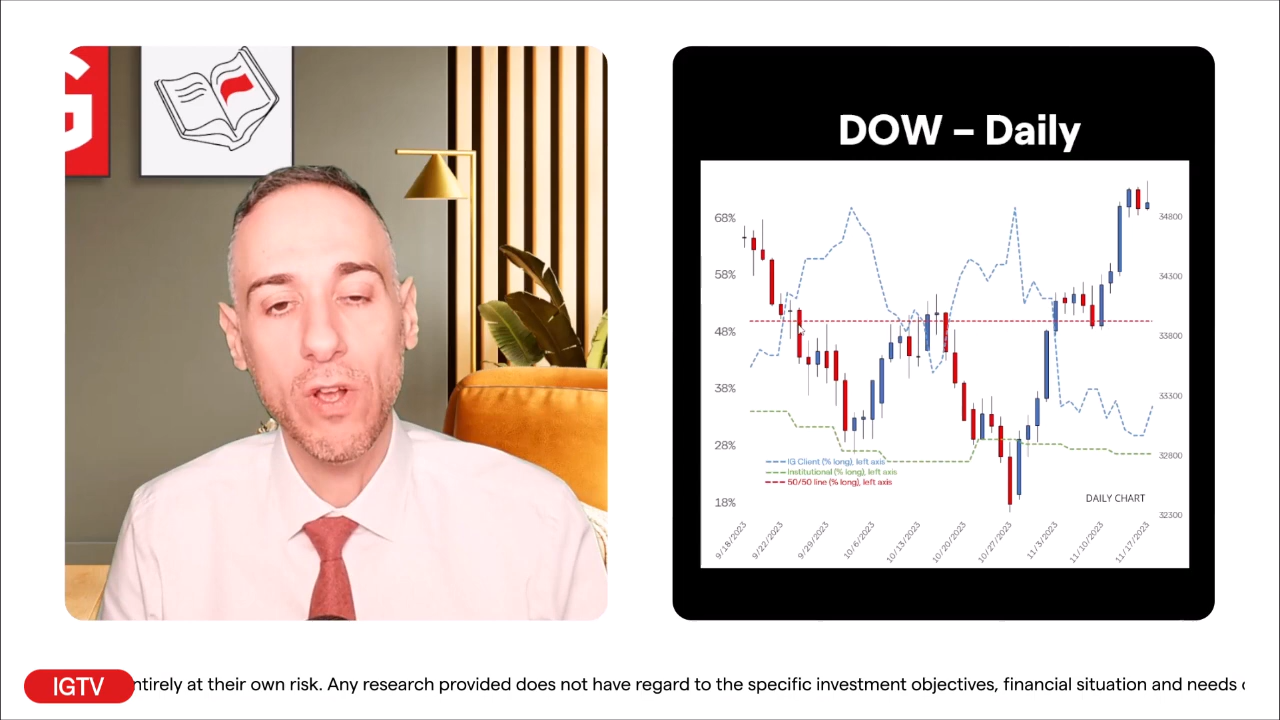 G
DOW – Daily
68%
58%
48%
38%
28%
18%
34800
34300
33800
33300
32800
32300
IG Client (% long), left axis
Institutional (% long), left axis
50/50 line (% long), left axis
DAILY CHART
9/18/2023
9/22/2023
9/29/2023
10/6/2023
10/13/2023
10/20/2023
10/27/2023
11/3/2023
11/10/2023
11/17/2023
IGTV
ntirely at their own risk. Any research provided does not have regard to the specific investment objectives, financial situation and needs